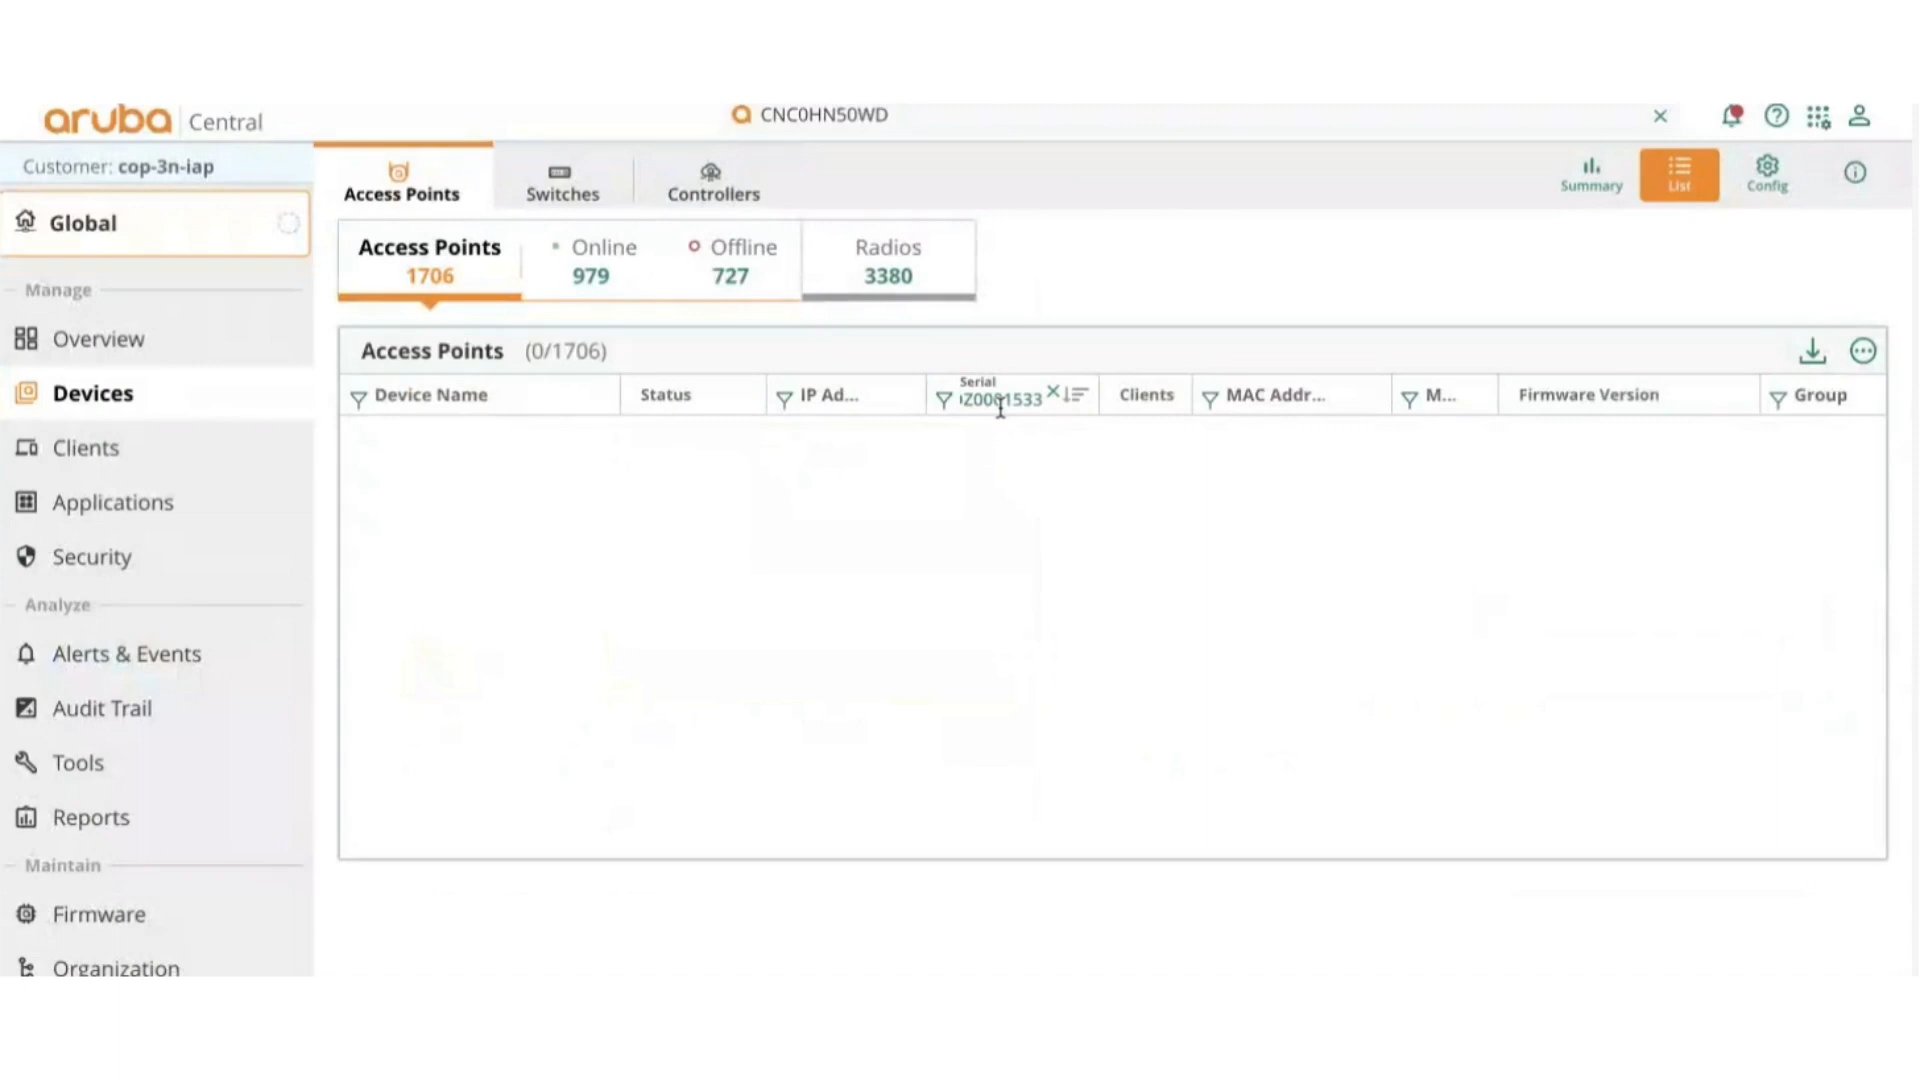 aruba Central
CNC0HN50WD
Customer: cop-3n-iap
Global
Manage
Overview
Devices
Clients
Applications
Security
Analyze
Alerts & Events
Audit Trail
Tools
Reports
Maintain
Firmware
Organization
Access Points
Switches
Controllers
Summary
List
Config
Access Points
1706
Online
979
Offline
727
Radios
3380
Access Points (0/1706)
Device Name
Status
IP Ad...
Serial
Clients
MAC Addr...
M...
Firmware Version
Group